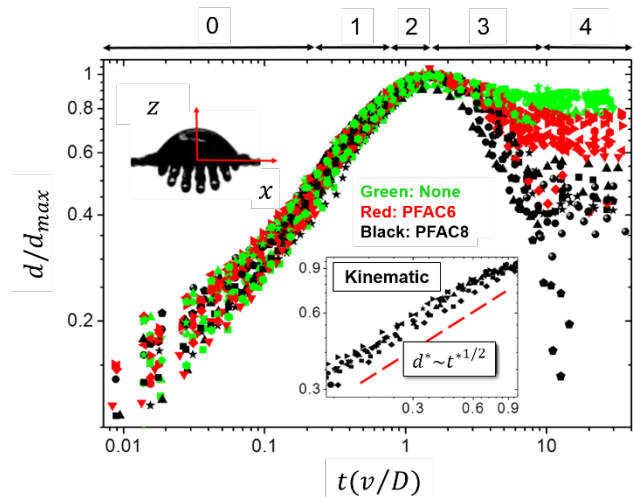 0 1 2 3 4
1
0.8
0.6
0.4
0.2
d/d_max
z
x
Green: None
Red: PFAC6
Black: PFAC8
Kinematic
0.9
0.6
0.3
d*~t*1/2
0.3 0.6 0.9
0.01 0.1 1 10
t(v/D)